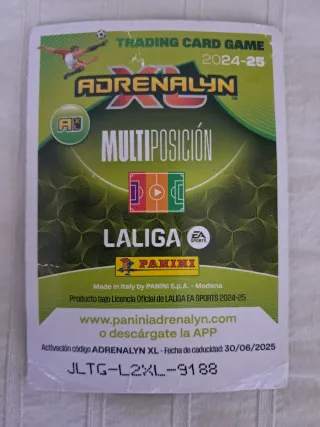 TRADING CARD GAME
2024-25
ADRENALYN
XL™
MULTIPOSICIÓN
LALIGA
EA
SPORTS
PANINI
Made in Italy by PANINI S.p.A. - Modena
Producto bajo Licencia Oficial de LALIGA EA SPORTS 2024-25
www.paniniadrenalyn.com
o descárgate la APP
Activación código ADRENALYN XL - Fecha de caducidad: 30/06/2025
JLTG-L2XL-9188